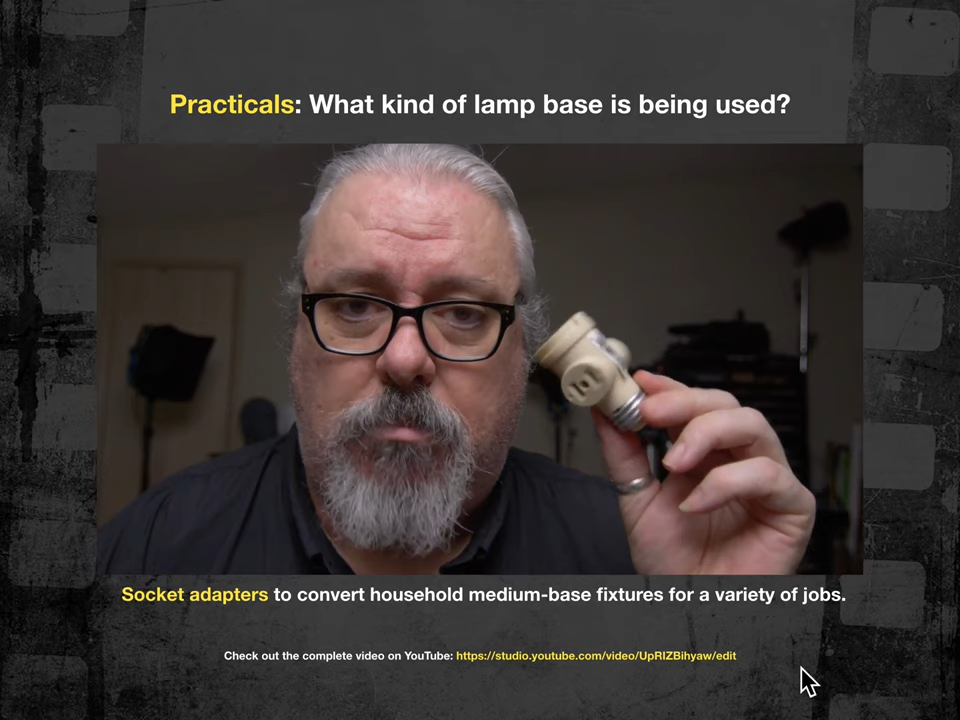 Practicals: What kind of lamp base is being used?
Socket adapters to convert household medium-base fixtures for a variety of jobs.
Check out the complete video on YouTube: https://studio.youtube.com/video/UpRIZBihyaw/edit